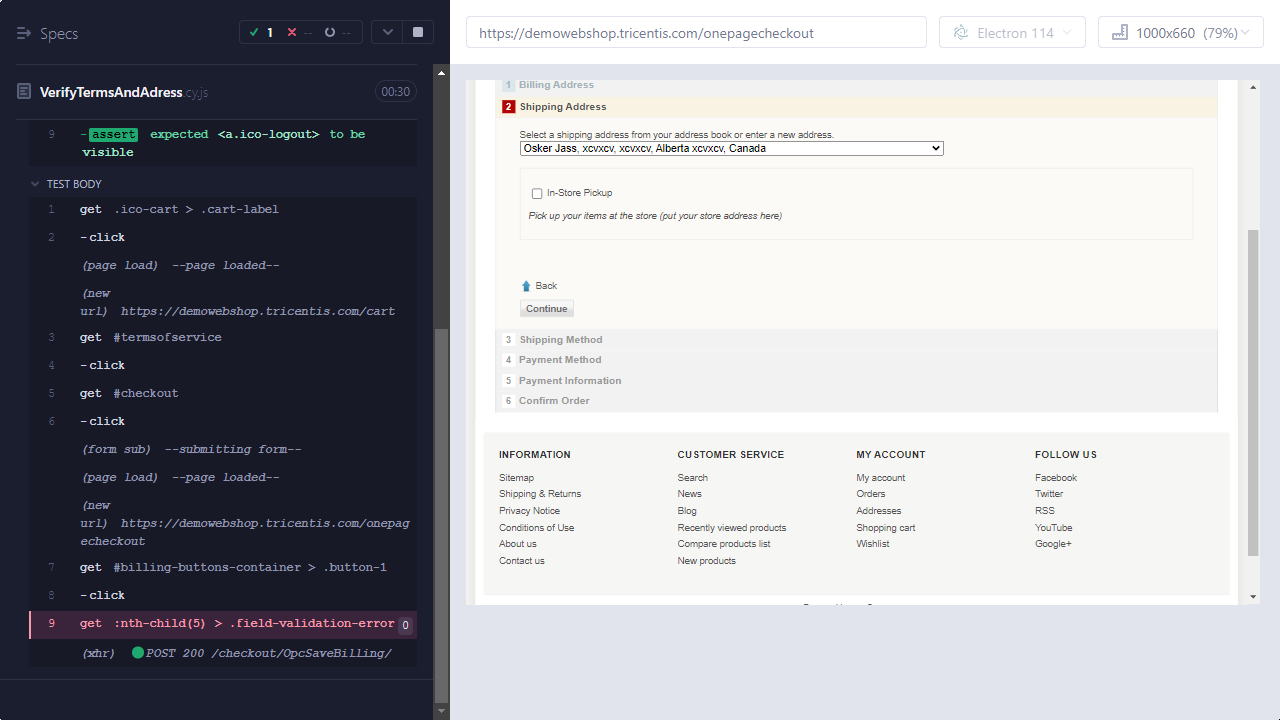 Specs
1
--
--
VerifyTermsAndAdress.cy.js
00:30
9 -assert expected <a.ico-logout> to be
visible
TEST BODY
1 get .ico-cart > .cart-label
2 -click
(page load) --page loaded--
(new
url) https://demowebshop.tricentis.com/cart
3 get #termsofservice
4 -click
5 get #checkout
6 -click
(form sub) --submitting form--
(page load) --page loaded--
(new
url) https://demowebshop.tricentis.com/onepag
echeckout
7 get #billing-buttons-container > .button-1
8 -click
9 get :nth-child(5) > .field-validation-error 0
(xhr) POST 200 /checkout/OpcSaveBilling/
https://demowebshop.tricentis.com/onepagecheckout
Electron 114
1000x660 (79%)
1 Billing Address
2 Shipping Address
Select a shipping address from your address book or enter a new address.
Osker Jass, xcvxcv, xcvxcv, Alberta xcvxcv, Canada
In-Store Pickup
Pick up your items at the store (put your store address here)
Back
Continue
3 Shipping Method
4 Payment Method
5 Payment Information
6 Confirm Order
INFORMATION
Sitemap
Shipping & Returns
Privacy Notice
Conditions of Use
About us
Contact us
CUSTOMER SERVICE
Search
News
Blog
Recently viewed products
Compare products list
New products
MY ACCOUNT
My account
Orders
Addresses
Shopping cart
Wishlist
FOLLOW US
Facebook
Twitter
RSS
YouTube
Google+